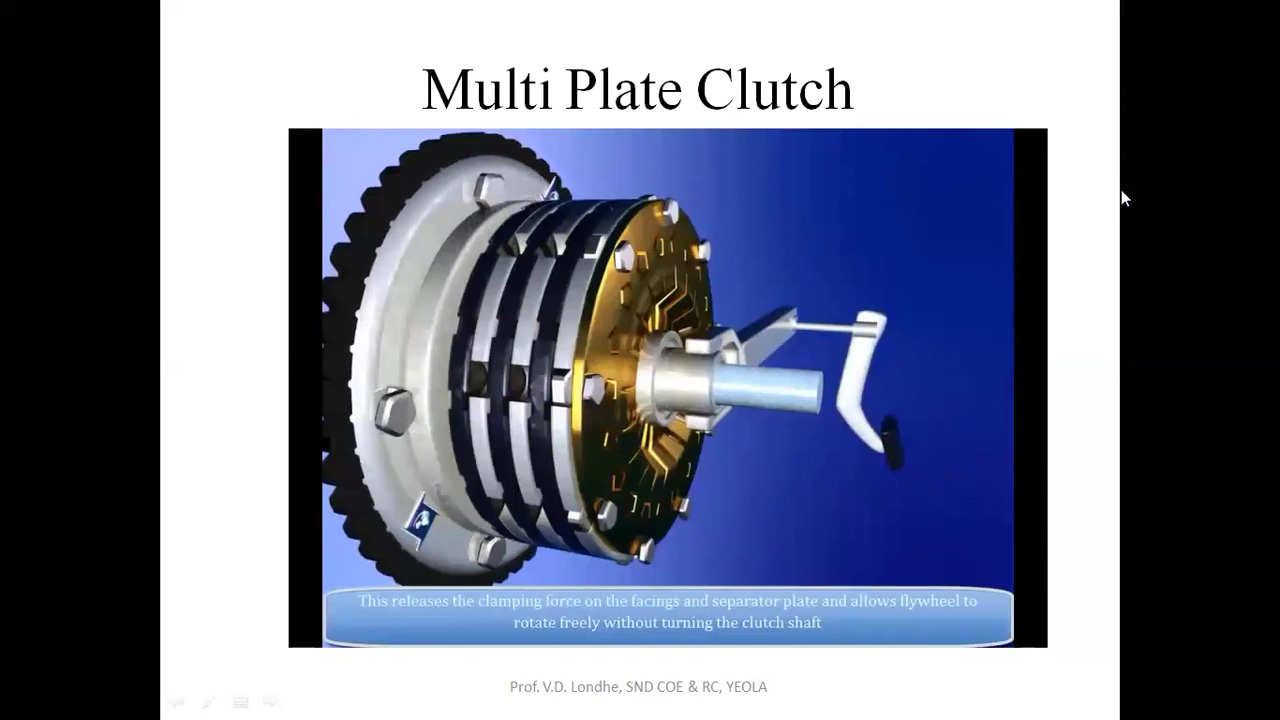 Multi Plate Clutch
This releases the clamping force on the facings and separator plate and allows flywheel to
rotate freely without turning the clutch shaft
Prof. V.D. Londhe, SND COE & RC, YEOLA